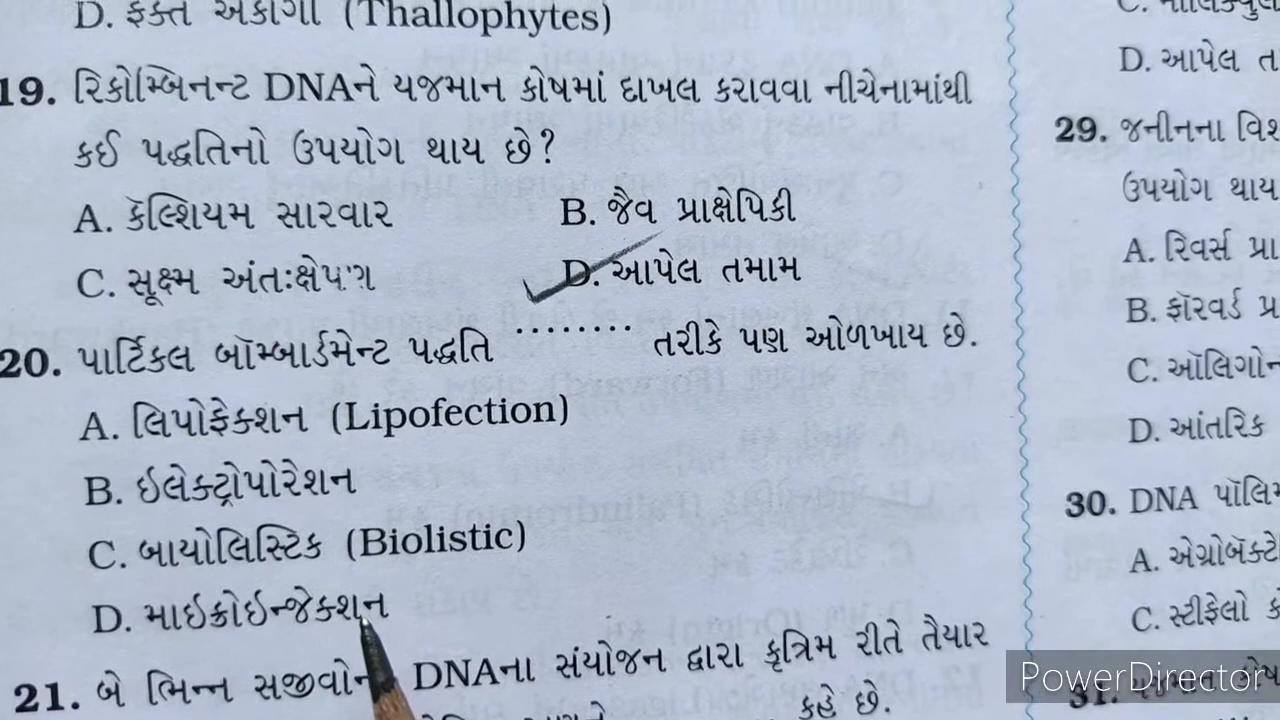 D. ફક્ત એકાંગી (Thallophytes)
19. રિકોમ્બિનન્ટ DNAને યજમાન કોષમાં દાખલ કરાવવા નીચેનામાંથી
કઈ પદ્ધતિનો ઉપયોગ થાય છે?
A. કૅલ્શિયમ સારવાર B. જૈવ પ્રાક્ષેપિકી
C. સૂક્ષ્મ અંતઃક્ષેપણ D. આપેલ તમામ
20. પાર્ટિકલ બૉમ્બાર્ડમેન્ટ પદ્ધતિ ........ તરીકે પણ ઓળખાય છે.
A. લિપોફેક્શન (Lipofection)
B. ઇલેક્ટ્રોપોરેશન
C. બાયોલિસ્ટિક (Biolistic)
D. માઇક્રોઇન્જેક્શન
21. બે ભિન્ન સજીવોન DNAના સંયોજન દ્વારા કૃત્રિમ રીતે તૈયાર
કહે છે.
C.
D. આપેલ ત
29. જનીનના વિશ
ઉપયોગ થાય
A. રિવર્સ પ્રા
B. ફૉરવર્ડ પ્ર
C. ઑલિગોન
D. આંતરિક
30. DNA પૉલિમ
A. એગ્રોબૅક્ટે
C. સ્ટીફેલો કે
31.
PowerDirector